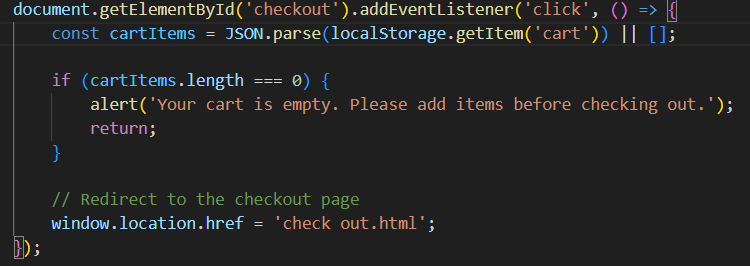 document.getElementById('checkout').addEventListener('click', () => {
    const cartItems = JSON.parse(localStorage.getItem('cart')) || [];

    if (cartItems.length === 0) {
        alert('Your cart is empty. Please add items before checking out.');
        return;
    }

    // Redirect to the checkout page
    window.location.href = 'check out.html';
});